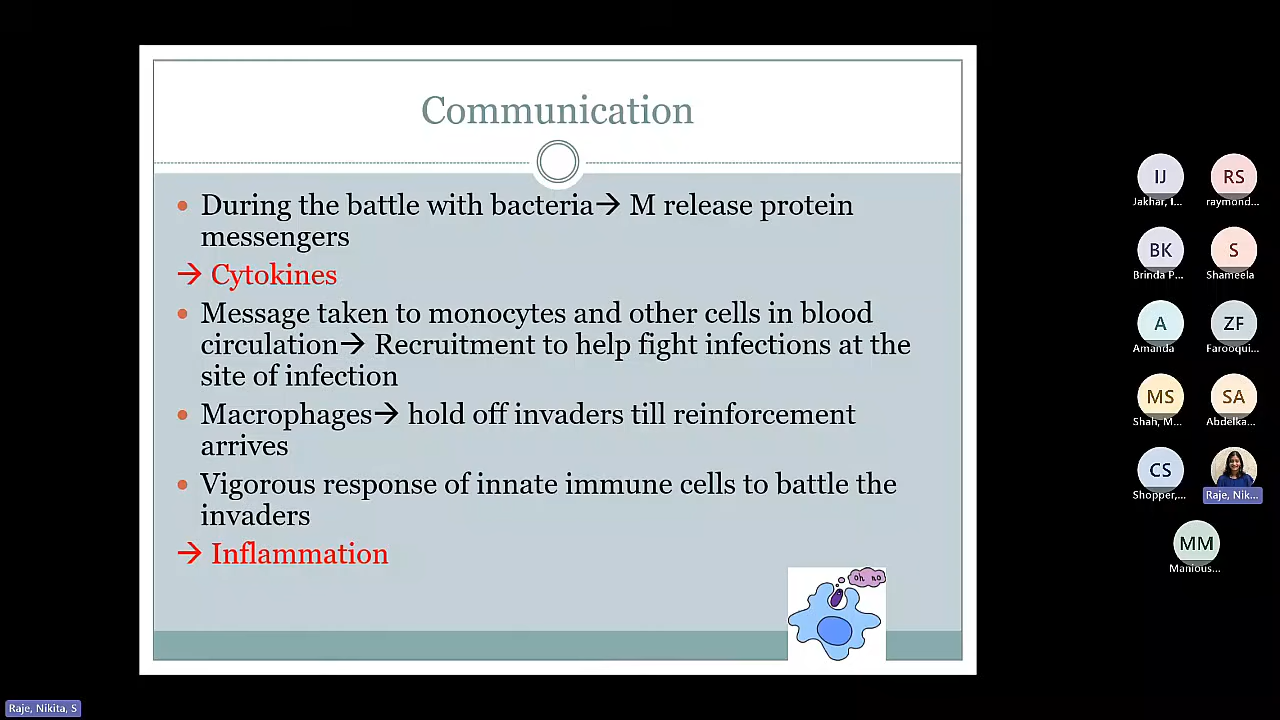 Communication
During the battle with bacteria→ M release protein
messengers
→ Cytokines
Message taken to monocytes and other cells in blood
circulation→ Recruitment to help fight infections at the
site of infection
Macrophages→ hold off invaders till reinforcement
arrives
Vigorous response of innate immune cells to battle the
invaders
→ Inflammation
oh no
IJ
Jakhar, I...
RS
raymond...
BK
Brinda P...
S
Shameela
A
Amanda
ZF
Farooqui...
MS
Shah, M...
SA
Abdelka...
CS
Shopper,...
Raje, Nik...
MM
Manious...
Raje, Nikita, S